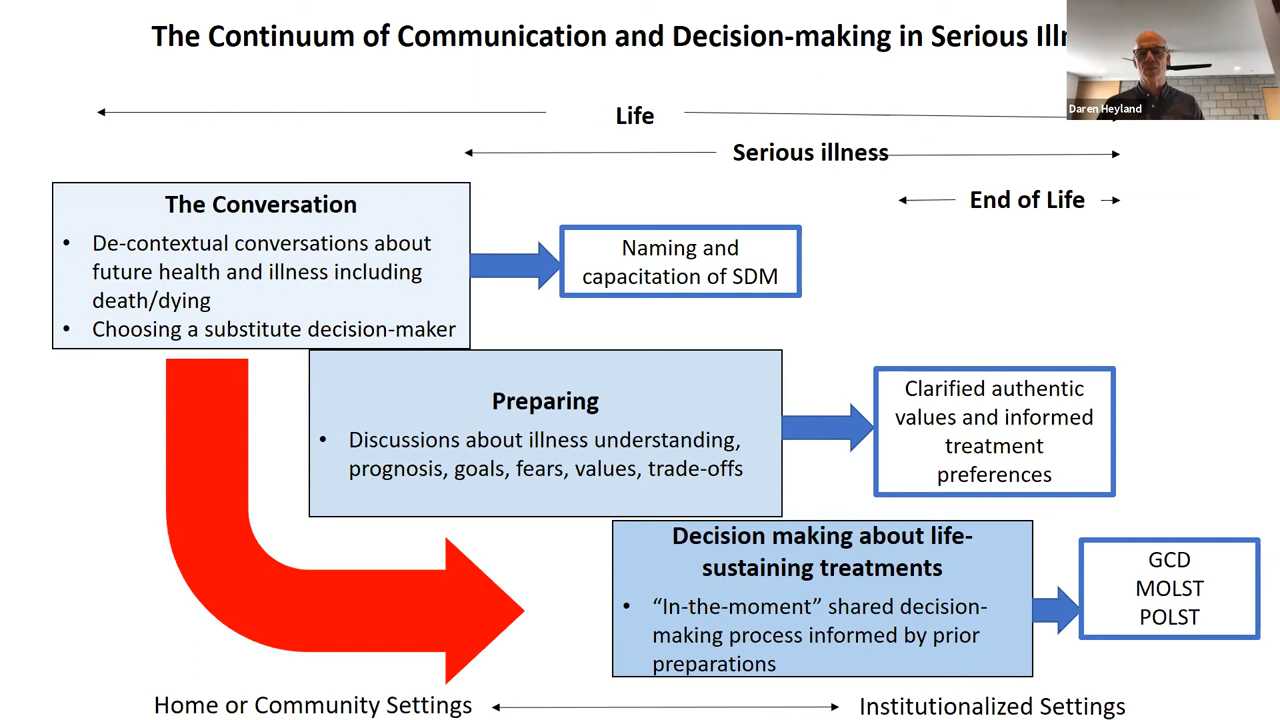 The Continuum of Communication and Decision-making in Serious
Daren Heyland
Life
Serious illness
End of Life
The Conversation
• De-contextual conversations about
future health and illness including
death/dying
• Choosing a substitute decision-maker
Naming and
capacitation of SDM
Preparing
• Discussions about illness understanding,
prognosis, goals, fears, values, trade-offs
Clarified authentic
values and informed
treatment
preferences
Decision making about life-
sustaining treatments
• “In-the-moment” shared decision-
making process informed by prior
preparations
GCD
MOLST
POLST
Home or Community Settings
Institutionalized Settings